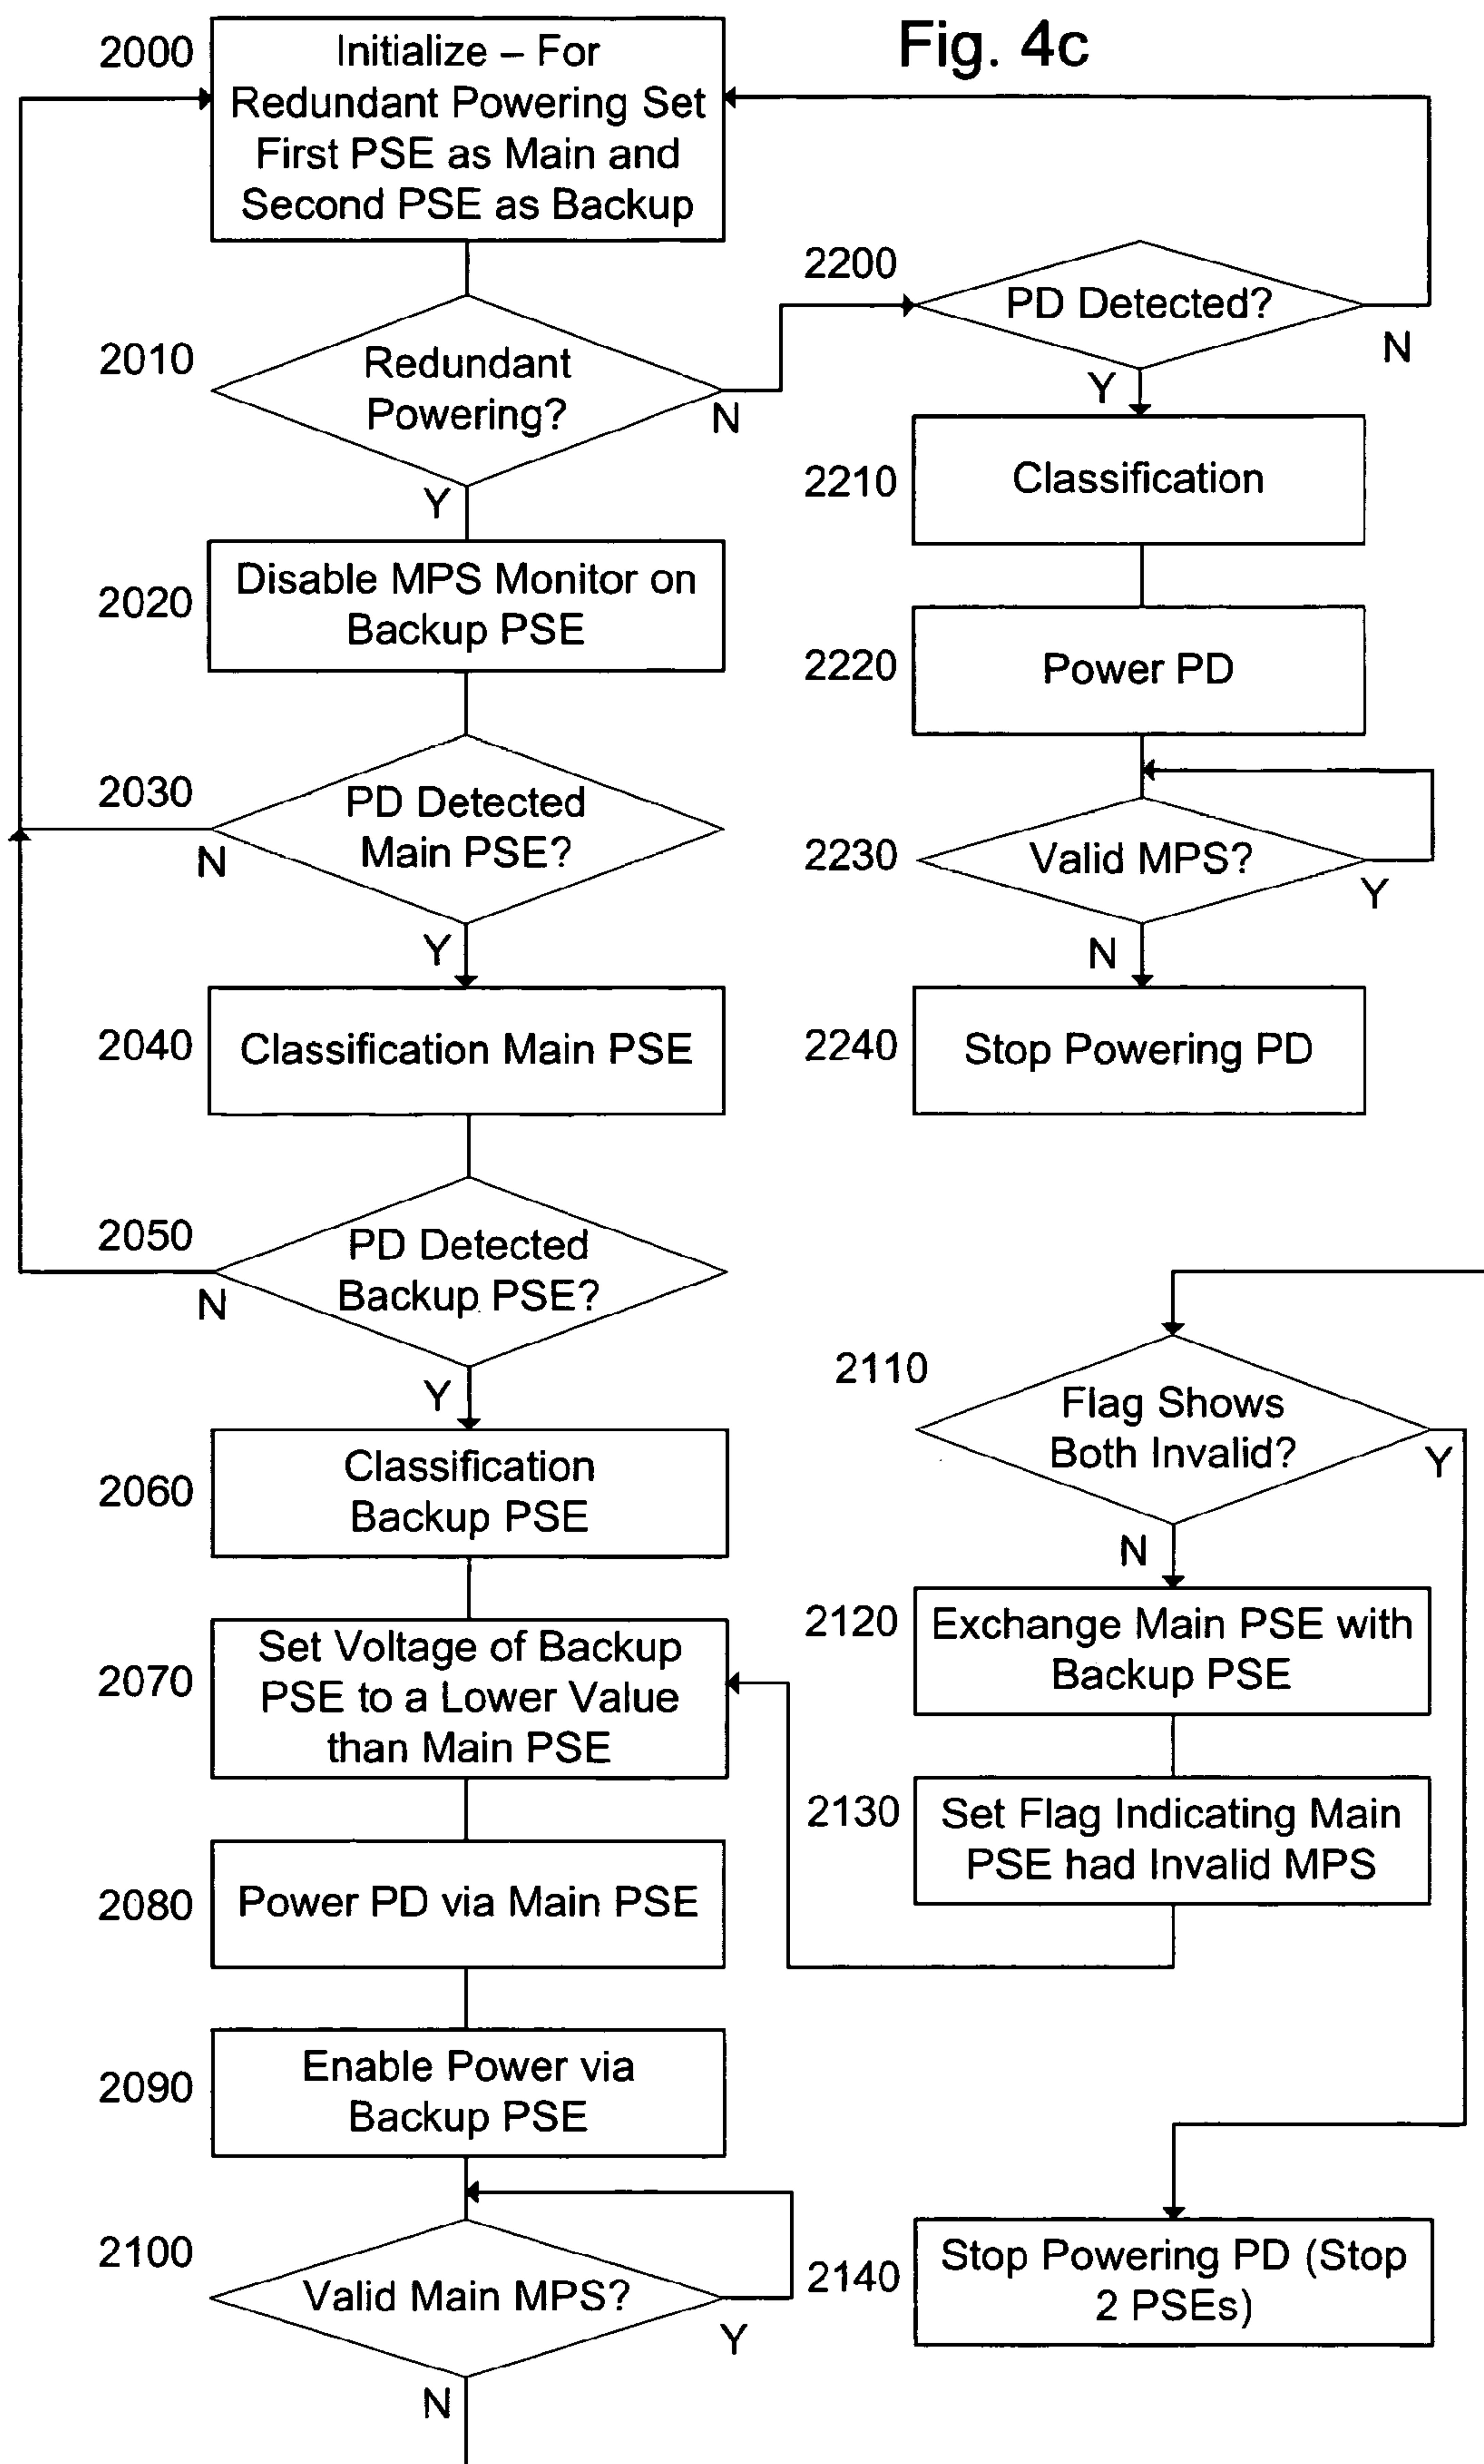 Fig. 4c
2000
Initialize – For
Redundant Powering Set
First PSE as Main and
Second PSE as Backup
2010
Redundant
Powering?
N
Y
2020
Disable MPS Monitor on
Backup PSE
2030
PD Detected
Main PSE?
N
Y
2040
Classification Main PSE
2050
PD Detected
Backup PSE?
N
Y
2060
Classification
Backup PSE
2070
Set Voltage of Backup
PSE to a Lower Value
than Main PSE
2080
Power PD via Main PSE
2090
Enable Power via
Backup PSE
2100
Valid Main MPS?
Y
N
2200
PD Detected?
N
Y
2210
Classification
2220
Power PD
2230
Valid MPS?
Y
N
2240
Stop Powering PD
2110
Flag Shows
Both Invalid?
Y
N
2120
Exchange Main PSE with
Backup PSE
2130
Set Flag Indicating Main
PSE had Invalid MPS
2140
Stop Powering PD (Stop
2 PSEs)